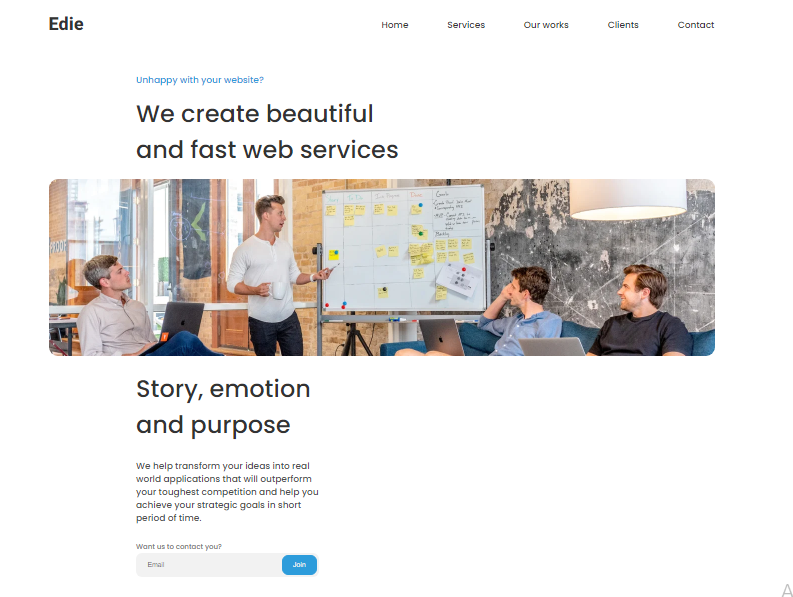 Edie
Home Services Our works Clients Contact
Unhappy with your website?
We create beautiful
and fast web services
Goals
Story, emotion
and purpose
We help transform your ideas into real
world applications that will outperform
your toughest competition and help you
achieve your strategic goals in short
period of time.
Want us to contact you?
Email Join
A